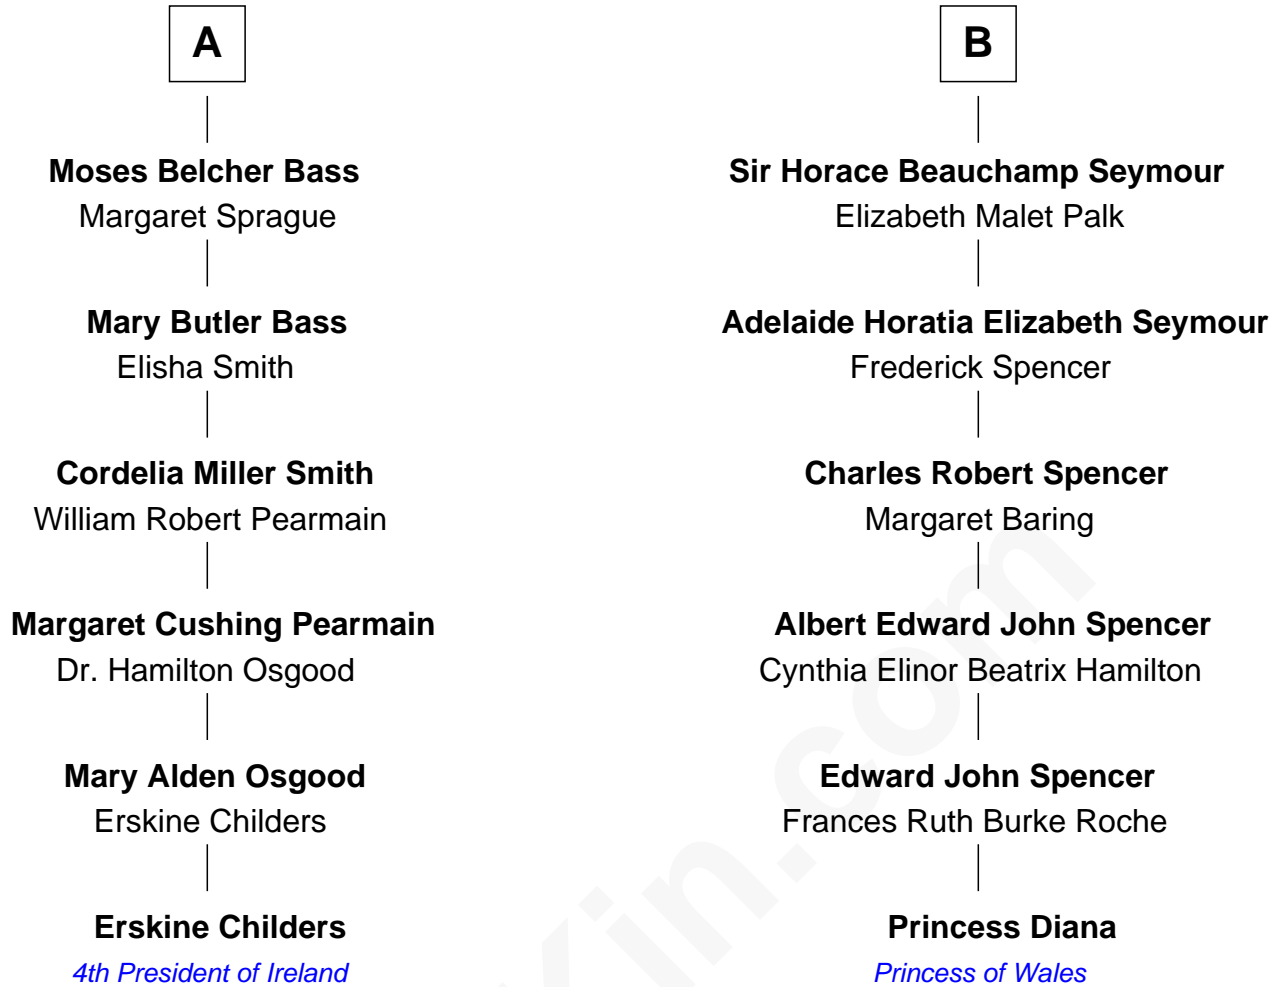 A
B
Moses Belcher Bass
Margaret Sprague
Sir Horace Beauchamp Seymour
Elizabeth Malet Palk
Mary Butler Bass
Elisha Smith
Adelaide Horatia Elizabeth Seymour
Frederick Spencer
Cordelia Miller Smith
William Robert Pearmain
Charles Robert Spencer
Margaret Baring
Margaret Cushing Pearmain
Dr. Hamilton Osgood
Albert Edward John Spencer
Cynthia Elinor Beatrix Hamilton
Mary Alden Osgood
Erskine Childers
Edward John Spencer
Frances Ruth Burke Roche
Erskine Childers
4th President of Ireland
Princess Diana
Princess of Wales
Kin.com